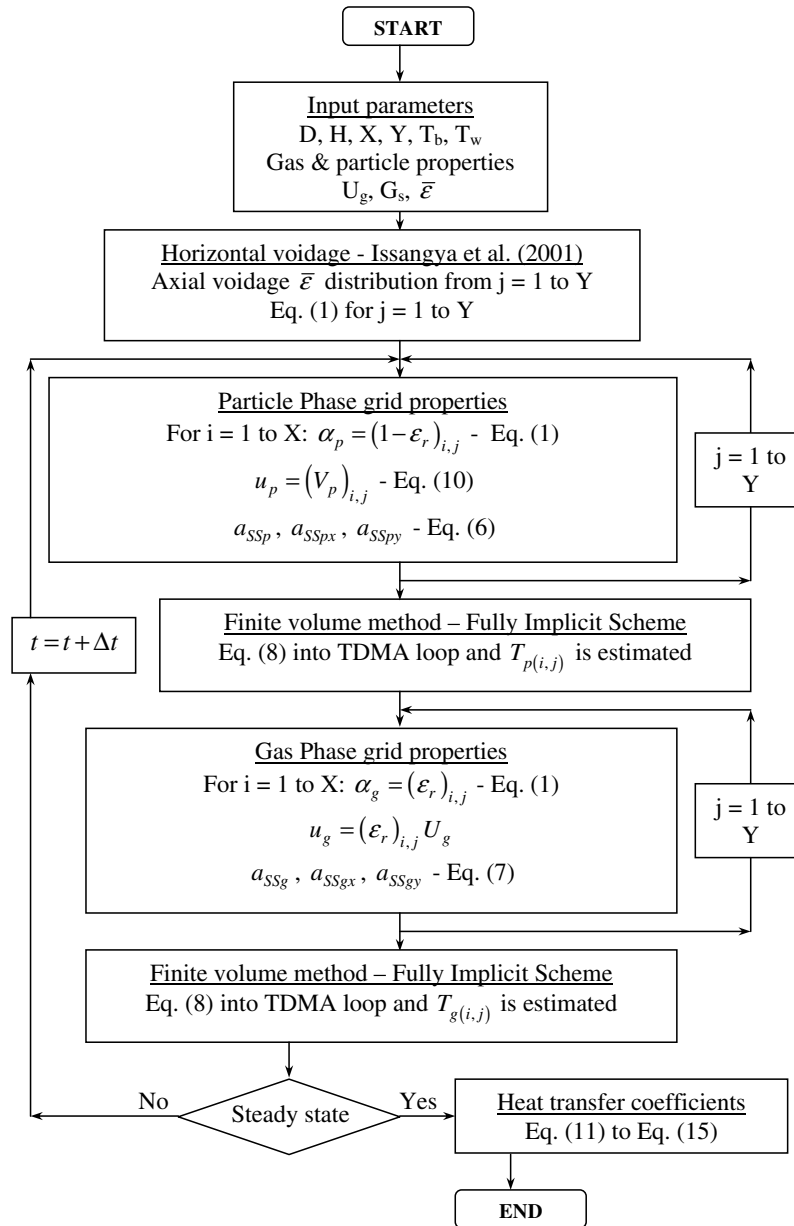 START
Input parameters
D, H, X, Y, T_b, T_w
Gas & particle properties
U_g, G_s, ε̅
Horizontal voidage - Issangya et al. (2001)
Axial voidage ε̅ distribution from j = 1 to Y
Eq. (1) for j = 1 to Y
Particle Phase grid properties
For i = 1 to X: α_p = (1−ε_r)_{i,j} - Eq. (1)
u_p = (V_p)_{i,j} - Eq. (10)
a_{SSp} , a_{SSpx} , a_{SSpy} - Eq. (6)
j = 1 to
Y
t = t + Δt
Finite volume method – Fully Implicit Scheme
Eq. (8) into TDMA loop and T_{p(i,j)} is estimated
Gas Phase grid properties
For i = 1 to X: α_g = (ε_r)_{i,j} - Eq. (1)
u_g = (ε_r)_{i,j} U_g
a_{SSg} , a_{SSgx} , a_{SSgy} - Eq. (7)
j = 1 to
Y
Finite volume method – Fully Implicit Scheme
Eq. (8) into TDMA loop and T_{g(i,j)} is estimated
No
Steady state
Yes
Heat transfer coefficients
Eq. (11) to Eq. (15)
END